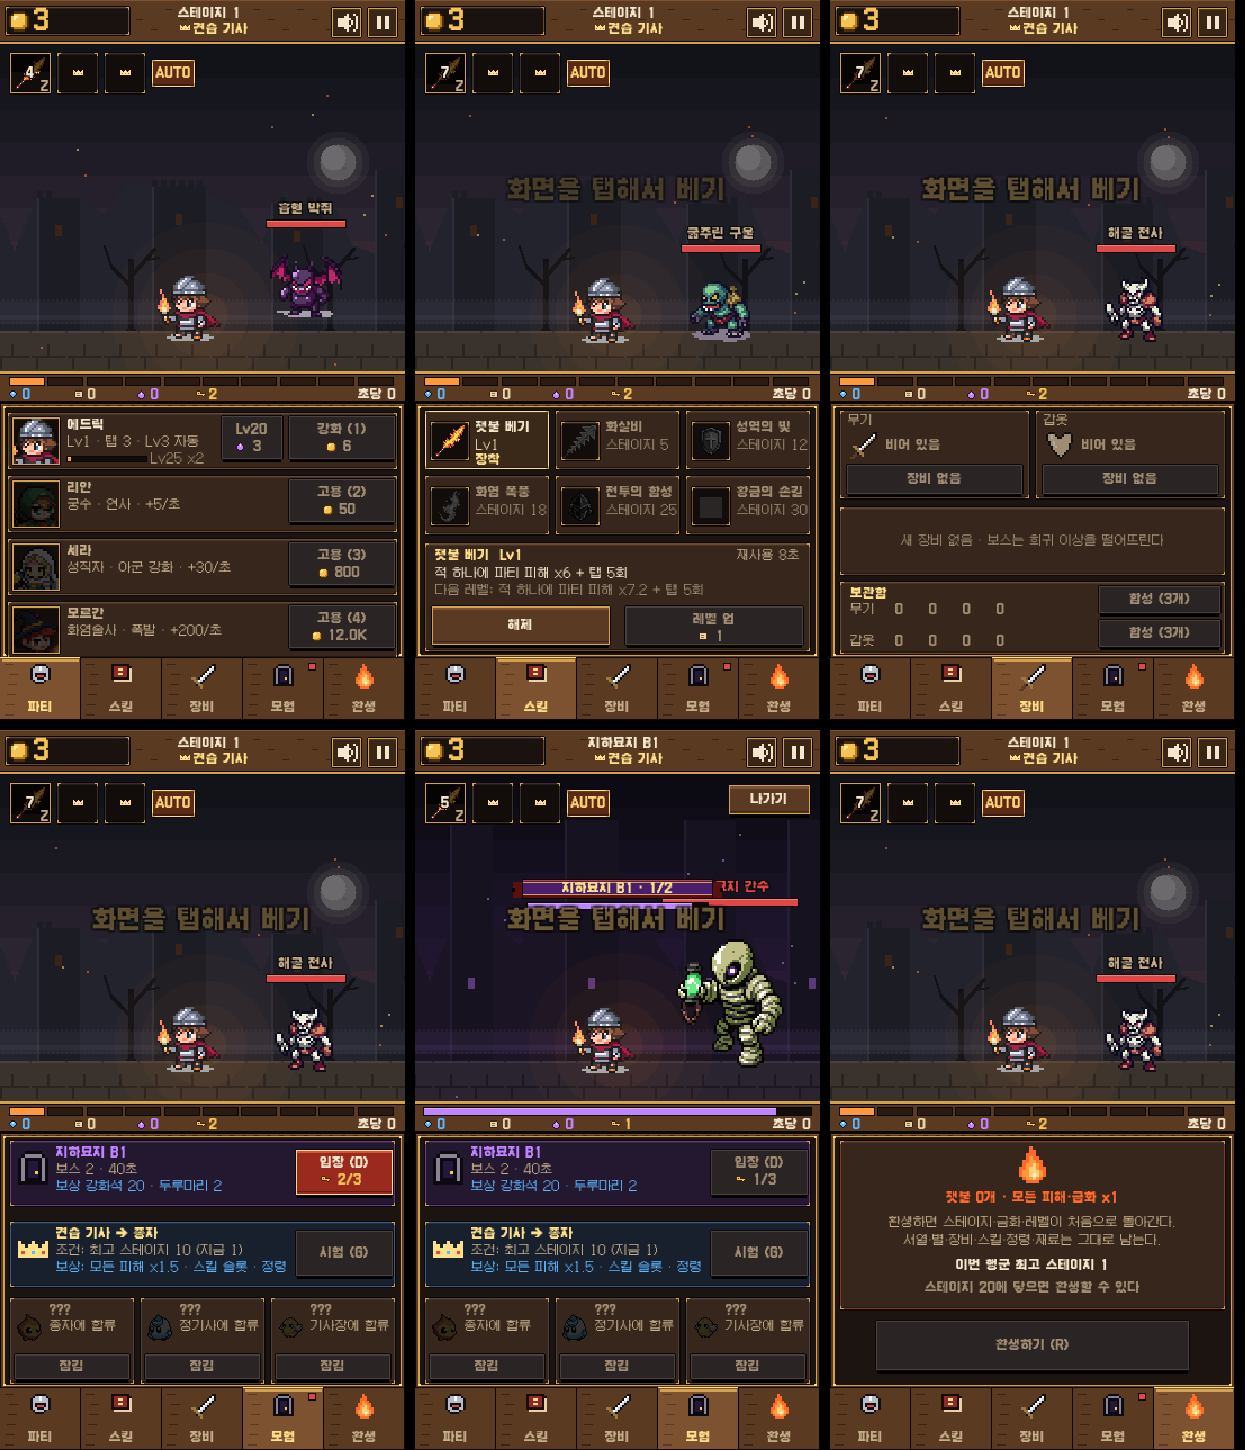 3
스테이지 1
견습 기사
4
Z
AUTO
흡혈 박쥐
0
0
0
2
초당 0
에드릭
Lv1 · 탭 3 · Lv3 자동
Lv25 x2
Lv20
3
강화 (1)
6
리안
궁수 · 연사 · +5/초
고용 (2)
50
세라
성직자 · 아군 강화 · +30/초
고용 (3)
800
모르간
화염술사 · 폭발 · +200/초
고용 (4)
12.0K
파티
스킬
장비
모험
환생
3
스테이지 1
견습 기사
7
Z
AUTO
화면을 탭해서 베기
굶주린 구울
0
0
0
2
초당 0
잿불 베기
Lv1
장착
화살비
스테이지 5
성역의 빛
스테이지 12
화염 폭풍
스테이지 18
전투의 함성
스테이지 25
황금의 손길
스테이지 30
잿불 베기 Lv1
재사용 8초
적 하나에 파티 피해 x6 + 탭 5회
다음 레벨: 적 하나에 파티 피해 x7.2 + 탭 5회
해제
레벨 업
1
파티
스킬
장비
모험
환생
3
스테이지 1
견습 기사
7
Z
AUTO
화면을 탭해서 베기
해골 전사
0
0
0
2
초당 0
무기
비어 있음
장비 없음
갑옷
비어 있음
장비 없음
새 장비 없음 · 보스는 희귀 이상을 떨어뜨린다
보관함
무기 0 0 0 0
합성 (3개)
갑옷 0 0 0 0
합성 (3개)
파티
스킬
장비
모험
환생
3
스테이지 1
견습 기사
7
Z
AUTO
화면을 탭해서 베기
해골 전사
0
0
0
2
초당 0
지하묘지 B1
보스 2 · 40초
보상 강화석 20 · 두루마리 2
입장 (D)
2/3
견습 기사 → 종자
조건: 최고 스테이지 10 (지금 1)
보상: 모든 피해 x1.5 · 스킬 슬롯 · 정령
시험 (G)
???
종자에 합류
잠김
???
정기사에 합류
잠김
???
기사장에 합류
잠김
파티
스킬
장비
모험
환생
3
지하묘지 B1
견습 기사
5
Z
AUTO
나가기
지하묘지 B1 · 1/2
묘지 간수
화면을 탭해서 베기
0
0
0
1
초당 0
지하묘지 B1
보스 2 · 40초
보상 강화석 20 · 두루마리 2
입장 (D)
1/3
견습 기사 → 종자
조건: 최고 스테이지 10 (지금 1)
보상: 모든 피해 x1.5 · 스킬 슬롯 · 정령
시험 (G)
???
종자에 합류
잠김
???
정기사에 합류
잠김
???
기사장에 합류
잠김
파티
스킬
장비
모험
환생
3
스테이지 1
견습 기사
7
Z
AUTO
화면을 탭해서 베기
해골 전사
0
0
0
2
초당 0
잿불 0개 · 모든 피해·금화 x1
환생하면 스테이지·금화·레벨이 처음으로 돌아간다.
서열·별·장비·스킬·정령·재료는 그대로 남는다.
이번 행군 최고 스테이지 1
스테이지 20에 닿으면 환생할 수 있다
환생하기 (R)
파티
스킬
장비
모험
환생